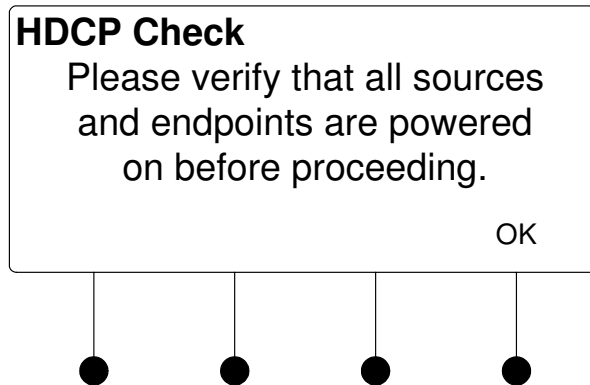 HDCP Check
Please verify that all sources
and endpoints are powered
on before proceeding.
OK